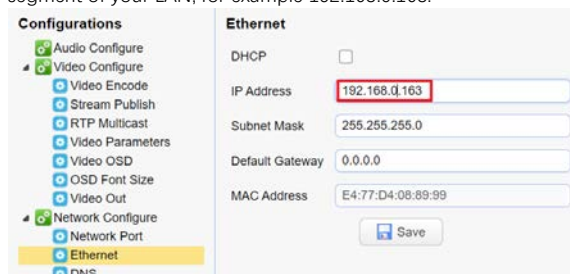 segment of your LAN, for example 192.168.0.163.
Configurations
Audio Configure
Video Configure
Video Encode
Stream Publish
RTP Multicast
Video Parameters
Video OSD
OSD Font Size
Video Out
Network Configure
Network Port
Ethernet
DNS
Ethernet
DHCP
IP Address 192.168.0.163
Subnet Mask 255.255.255.0
Default Gateway 0.0.0.0
MAC Address E4:77:D4:08:89:99
Save